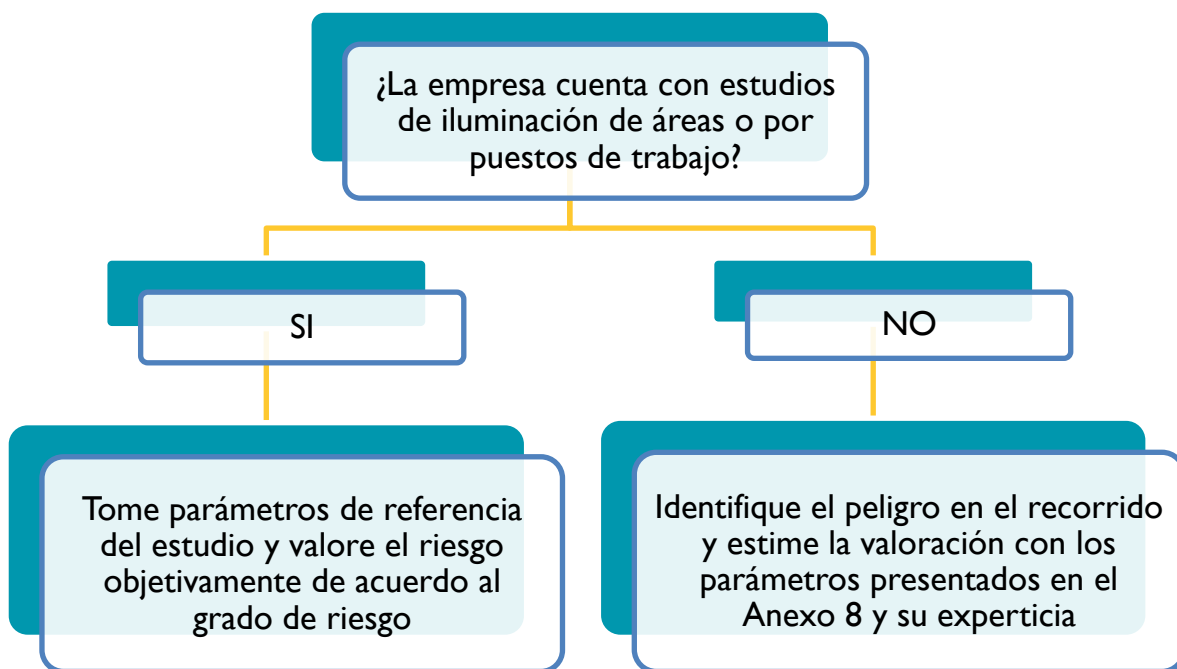 ¿La empresa cuenta con estudios
de iluminación de áreas o por
puestos de trabajo?
SI
NO
Tome parámetros de referencia
del estudio y valore el riesgo
objetivamente de acuerdo al
grado de riesgo
Identifique el peligro en el recorrido
y estime la valoración con los
parámetros presentados en el
Anexo 8 y su experticia